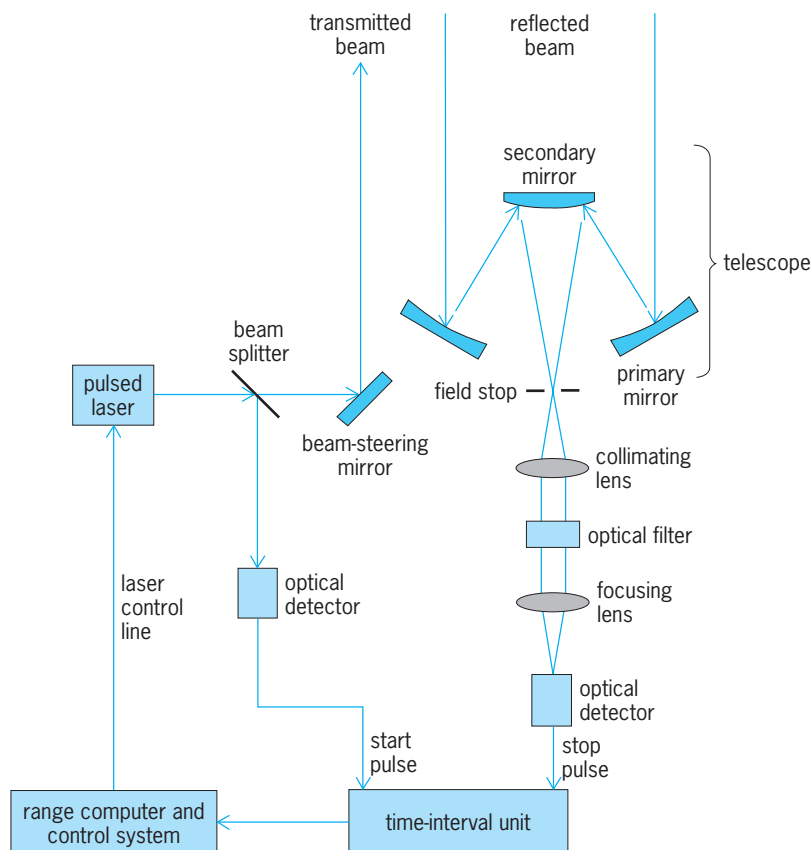 transmitted
beam
reflected
beam
secondary
mirror
telescope
beam
splitter
pulsed
laser
field stop
primary
mirror
beam-steering
mirror
collimating
lens
optical filter
laser
control
line
optical
detector
focusing
lens
optical
detector
start
pulse
stop
pulse
range computer and
control system
time-interval unit